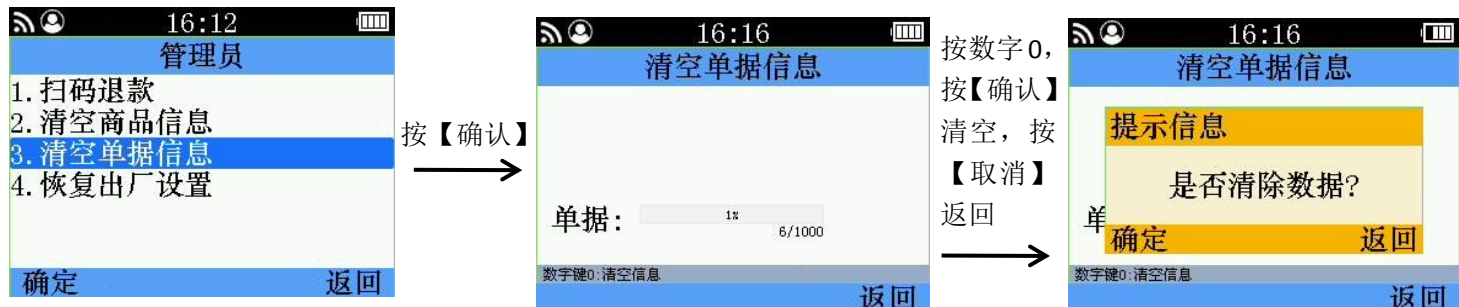 16:12
管理员
1.扫码退款
2.清空商品信息
3.清空单据信息
4.恢复出厂设置
确定 返回
按【确认】
16:16
清空单据信息
单据: 1%
6/1000
数字键0:清空信息
返回
按数字0,
按【确认】
清空，按
【取消】
返回
16:16
清空单据信息
提示信息
是否清除数据?
单
确定 返回
数字键0:清空信息
返回